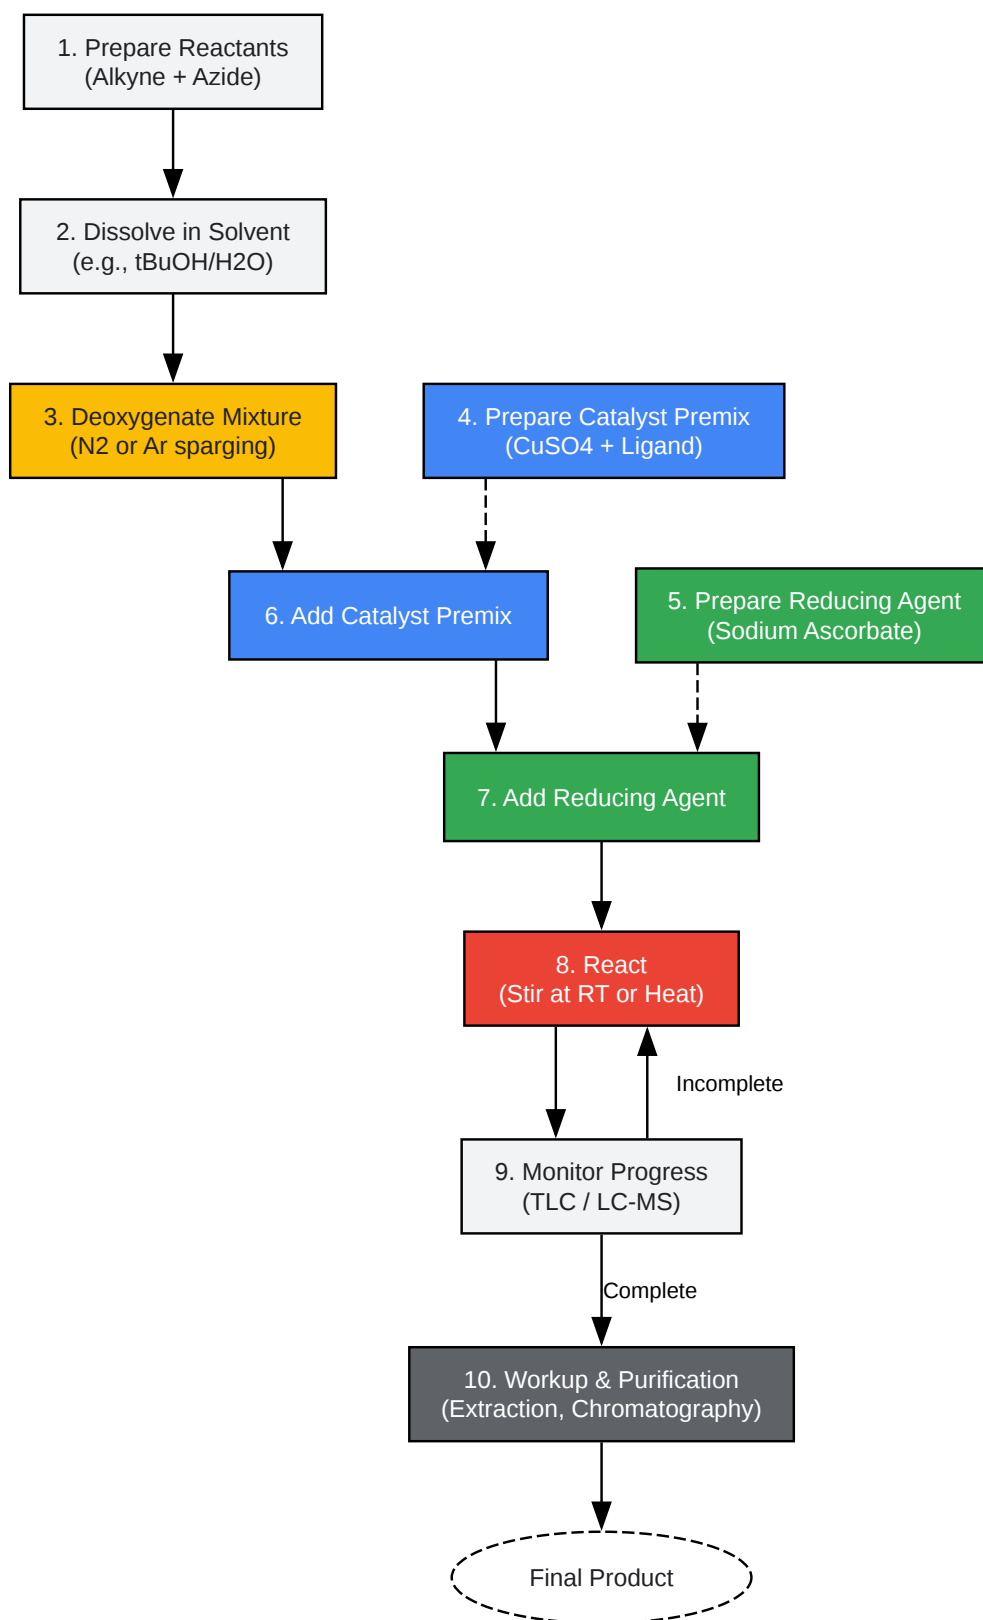 1. Prepare Reactants
(Alkyne + Azide)
2. Dissolve in Solvent
(e.g., tBuOH/H2O)
3. Deoxygenate Mixture
(N2 or Ar sparging)
4. Prepare Catalyst Premix
(CuSO4 + Ligand)
6. Add Catalyst Premix
5. Prepare Reducing Agent
(Sodium Ascorbate)
7. Add Reducing Agent
8. React
(Stir at RT or Heat)
Incomplete
9. Monitor Progress
(TLC / LC-MS)
Complete
10. Workup & Purification
(Extraction, Chromatography)
Final Product